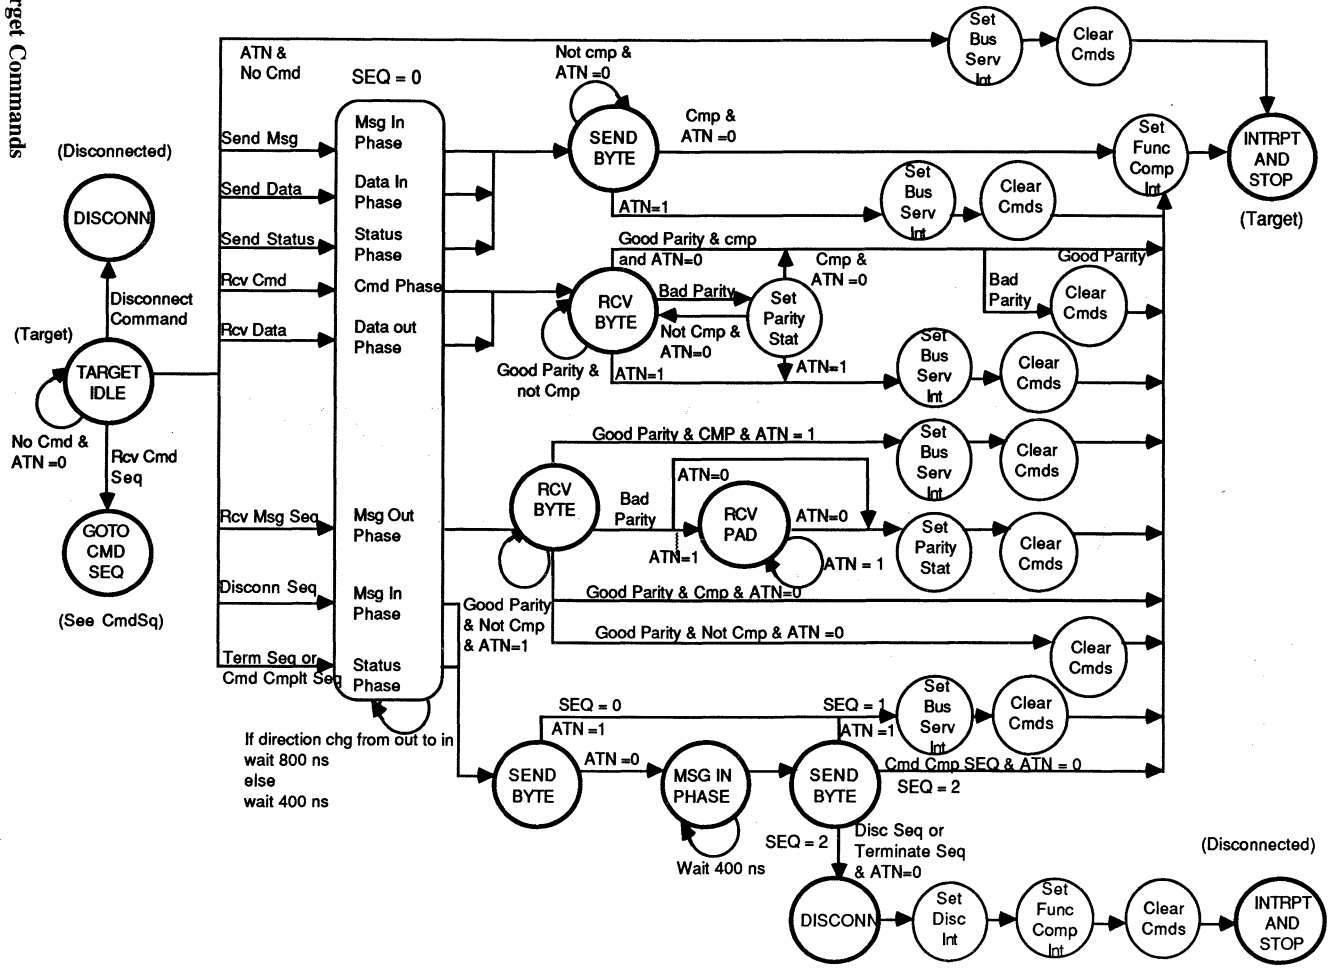 rget Commands
ATN &
No Cmd
SEQ = 0
Not cmp &
ATN =0
Set
Bus
Serv
Int
Clear
Cmds
Send Msg
Msg In
Phase
SEND
BYTE
Cmp &
ATN =0
Set
Func
Comp
Int
INTRPT
AND
STOP
(Target)
(Disconnected)
DISCONN
Send Data
Data In
Phase
ATN=1
Set
Bus
Serv
Int
Clear
Cmds
Send Status
Status
Phase
Good Parity & cmp
and ATN=0
Cmp &
ATN =0
Good Parity
Rcv Cmd
Cmd Phase
RCV
BYTE
Bad Parity
Set
Parity
Stat
Bad
Parity
Clear
Cmds
Disconnect
Command
Rcv Data
Data out
Phase
Not Cmp &
ATN=0
Good Parity &
not Cmp
ATN=1
ATN=1
Set
Bus
Serv
Int
Clear
Cmds
(Target)
TARGET
IDLE
No Cmd &
ATN =0
Rcv Cmd
Seq
GOTO
CMD
SEQ
(See CmdSq)
Good Parity & CMP & ATN = 1
Set
Bus
Serv
Int
Clear
Cmds
Rcv Msg Seq
Msg Out
Phase
RCV
BYTE
Bad
Parity
ATN=0
ATN=1
RCV
PAD
ATN=0
ATN = 1
Set
Parity
Stat
Clear
Cmds
Disconn Seq
Msg In
Phase
Good Parity
& Not Cmp
& ATN=1
Good Parity & Cmp & ATN=0
Good Parity & Not Cmp & ATN =0
Clear
Cmds
Term Seq or
Cmd Cmplt Seq
Status
Phase
If direction chg from out to in
wait 800 ns
else
wait 400 ns
SEQ = 0
ATN =1
SEND
BYTE
ATN =0
MSG IN
PHASE
Wait 400 ns
SEQ = 1
ATN =1
SEND
BYTE
Set
Bus
Serv
Int
Clear
Cmds
Cmd Cmp SEQ & ATN = 0
SEQ = 2
SEQ = 2
Disc Seq or
Terminate Seq
& ATN=0
DISCONN
Set
Disc
Int
Set
Func
Comp
Int
Clear
Cmds
(Disconnected)
INTRPT
AND
STOP